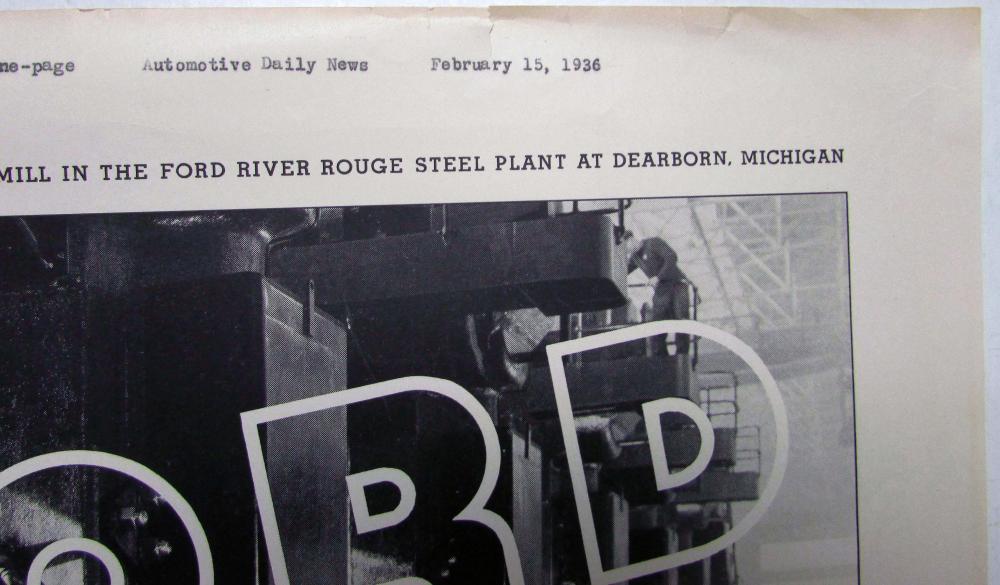 ne-page Automotive Daily News February 15, 1936
MILL IN THE FORD RIVER ROUGE STEEL PLANT AT DEARBORN, MICHIGAN
ORD